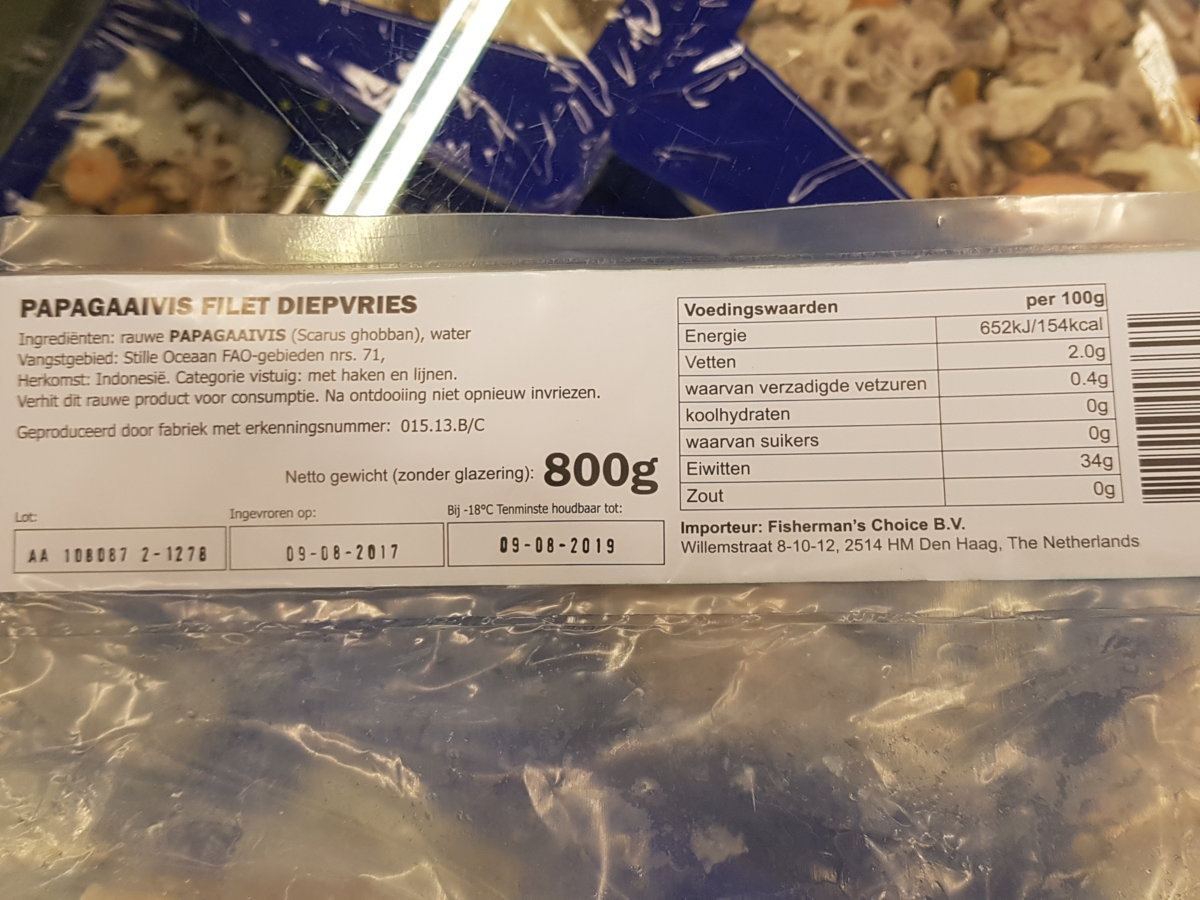 PAPAGAAIVIS FILET DIEPVRIES
Ingrediënten: rauwe PAPAGAAIVIS (Scarus ghobban), water
Vangstgebied: Stille Oceaan FAO-gebieden nrs. 71,
Herkomst: Indonesië. Categorie vistuig: met haken en lijnen.
Verhit dit rauwe product voor consumptie. Na ontdooiing niet opnieuw invriezen.
Geproduceerd door fabriek met erkenningsnummer: 015.13.B/C
Netto gewicht (zonder glazering): 800g
Lot:
AA 108087 2-1278
Ingevroren op:
09-08-2017
Bij -18°C Tenminste houdbaar tot:
09-08-2019
Voedingswaarden per 100g
Energie 652kJ/154kcal
Vetten 2.0g
waarvan verzadigde vetzuren 0.4g
koolhydraten 0g
waarvan suikers 0g
Eiwitten 34g
Zout 0g
Importeur: Fisherman's Choice B.V.
Willemstraat 8-10-12, 2514 HM Den Haag, The Netherlands